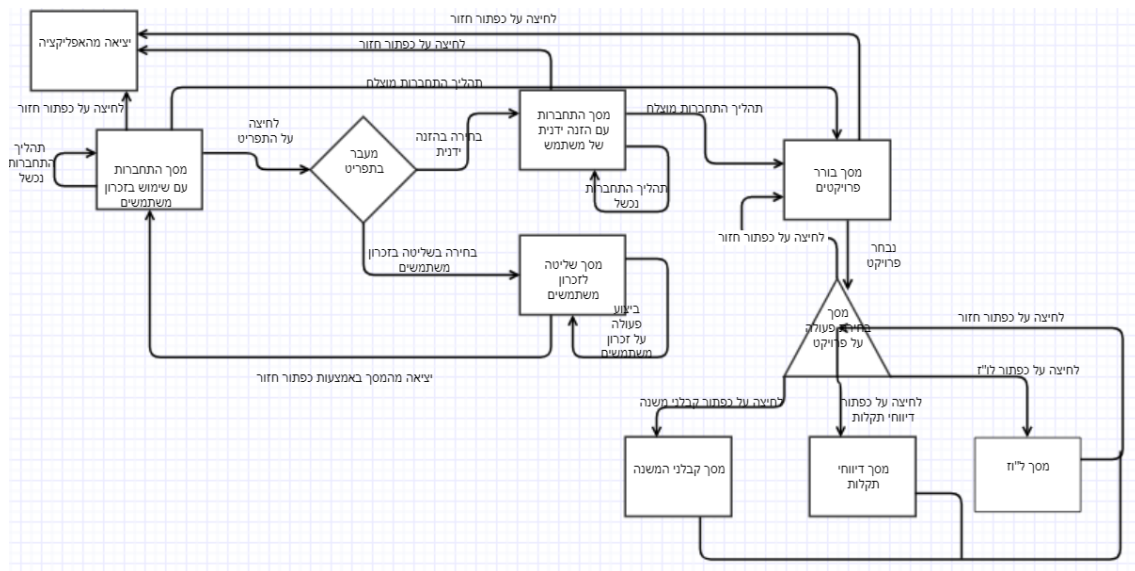 לחיצה על כפתור חזור
יציאה מהאפליקציה
לחיצה על כפתור חזור
תהליך התחברות מוצלח
לחיצה על כפתור חזור
מסך התחברות
עם הזנה ידנית
של משתמש
תהליך התחברות מוצלח
לחיצה
על התפריט
בחירה בהזנה
ידנית
תהליך
התחברות
נכשל
מסך התחברות
עם שימוש בזכרון
משתמשים
מעבר
בתפריט
מסך בורר
פרויקטים
תהליך התחברות
נכשל
לחיצה על כפתור חזור
נבחר
פרויקט
בחירה בשליטה בזכרון
משתמשים
מסך שליטה
לזכרון
משתמשים
ביצוע
פעולה
על זכרון
משתמשים
מסך
בחירת פעולה
על פרויקט
לחיצה על כפתור חזור
יציאה מהמסך באמצעות כפתור חזור
לחיצה על כפתור לו"ז
לחיצה על כפתור קבלני משנה
לחיצה על כפתור
דיווחי תקלות
מסך קבלני המשנה
מסך דיווחי
תקלות
מסך ל"וז